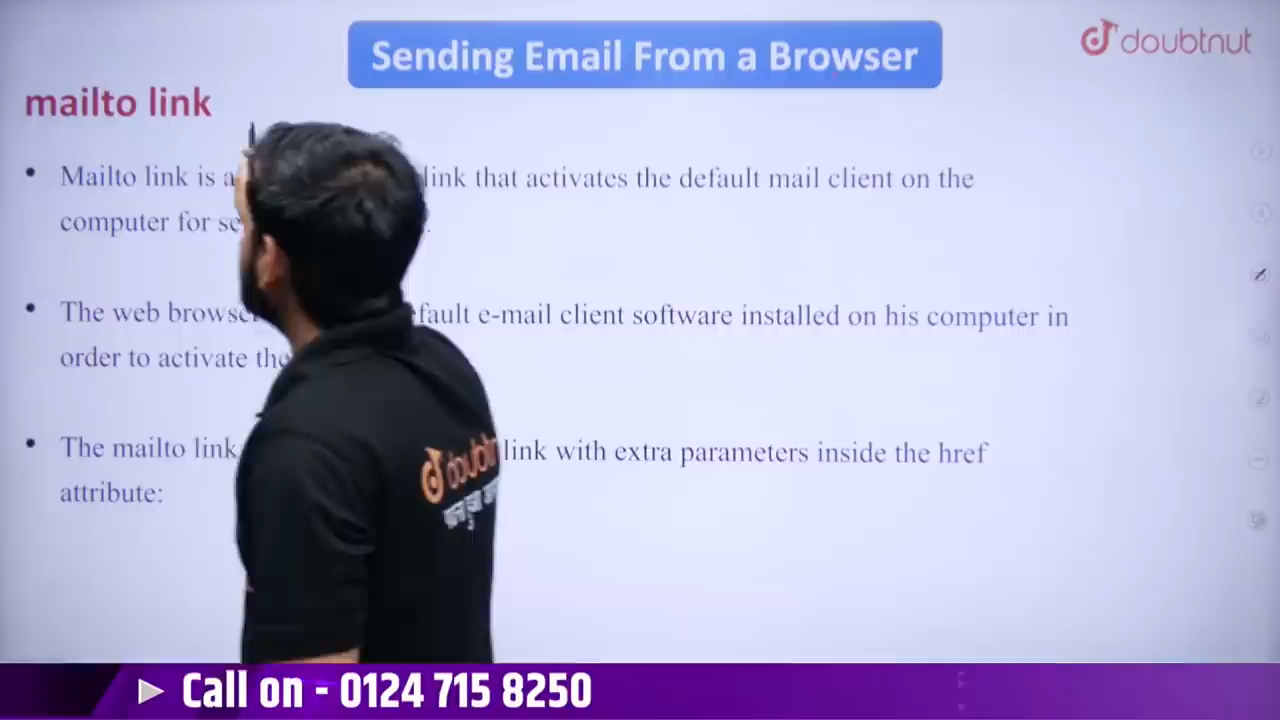 Sending Email From a Browser
doubtnut
mailto link
• Mailto link is a link that activates the default mail client on the
computer for
• The web browser e-mail client software installed on his computer in
order to activate the
• The mailto link link with extra parameters inside the href
attribute:
Call on - 0124 715 8250